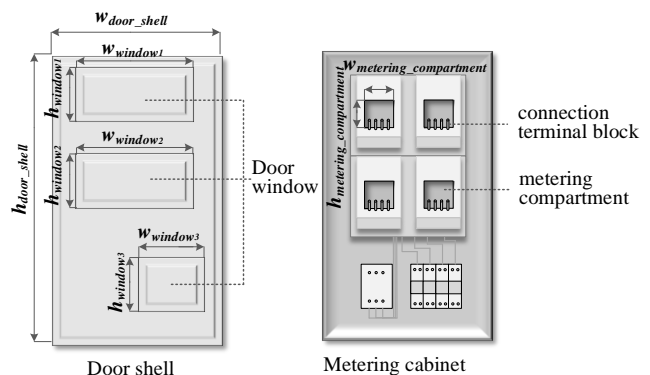 w_door_shell
w_window1
h_window1
w_window2
h_window2
h_door_shell
w_window3
h_window3
Door
window
Door shell
w_metering_compartment
h_metering_compartment
connection
terminal block
metering
compartment
Metering cabinet